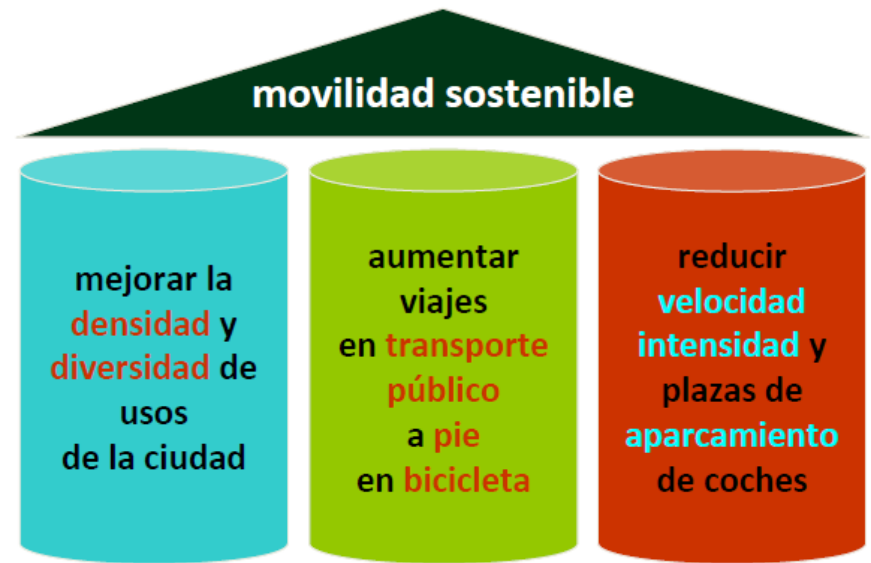 movilidad sostenible
mejorar la
densidad y
diversidad de
usos
de la ciudad
aumentar
viajes
en transporte
público
a pie
en bicicleta
reducir
velocidad
intensidad y
plazas de
aparcamiento
de coches